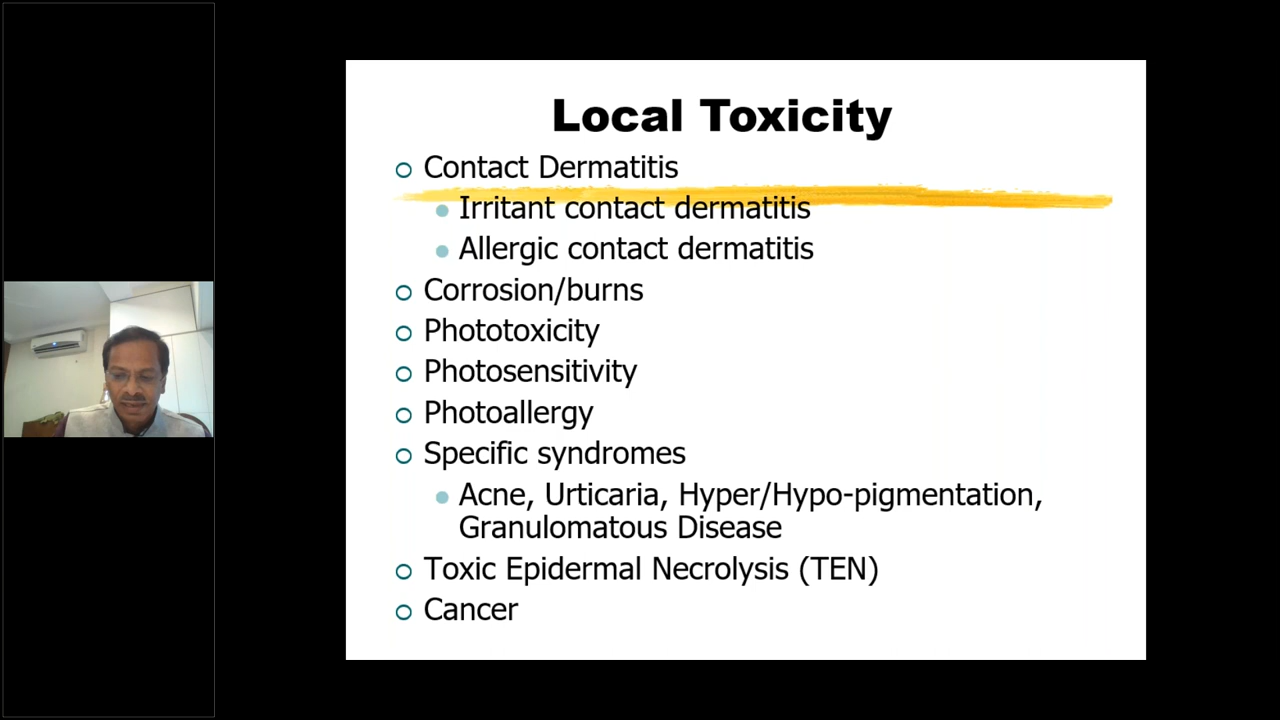 Local Toxicity
Contact Dermatitis
Irritant contact dermatitis
Allergic contact dermatitis
Corrosion/burns
Phototoxicity
Photosensitivity
Photoallergy
Specific syndromes
Acne, Urticaria, Hyper/Hypo-pigmentation,
Granulomatous Disease
Toxic Epidermal Necrolysis (TEN)
Cancer